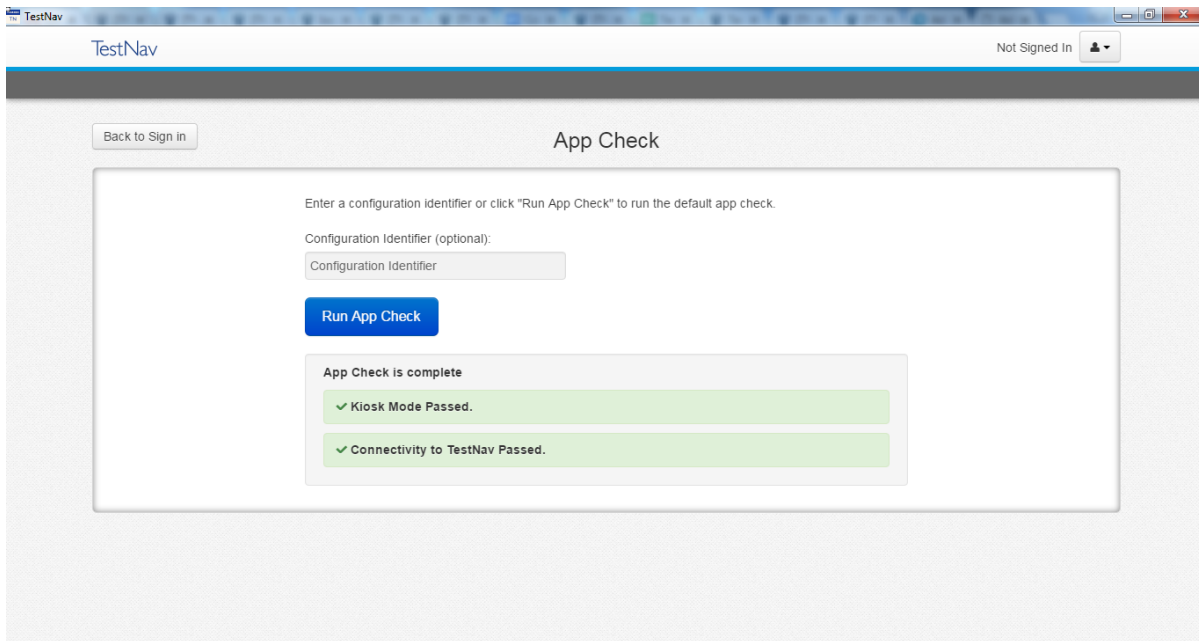 TestNav
TestNav
Not Signed In
Back to Sign in
App Check
Enter a configuration identifier or click "Run App Check" to run the default app check.
Configuration Identifier (optional):
Configuration Identifier
Run App Check
App Check is complete
Kiosk Mode Passed.
Connectivity to TestNav Passed.